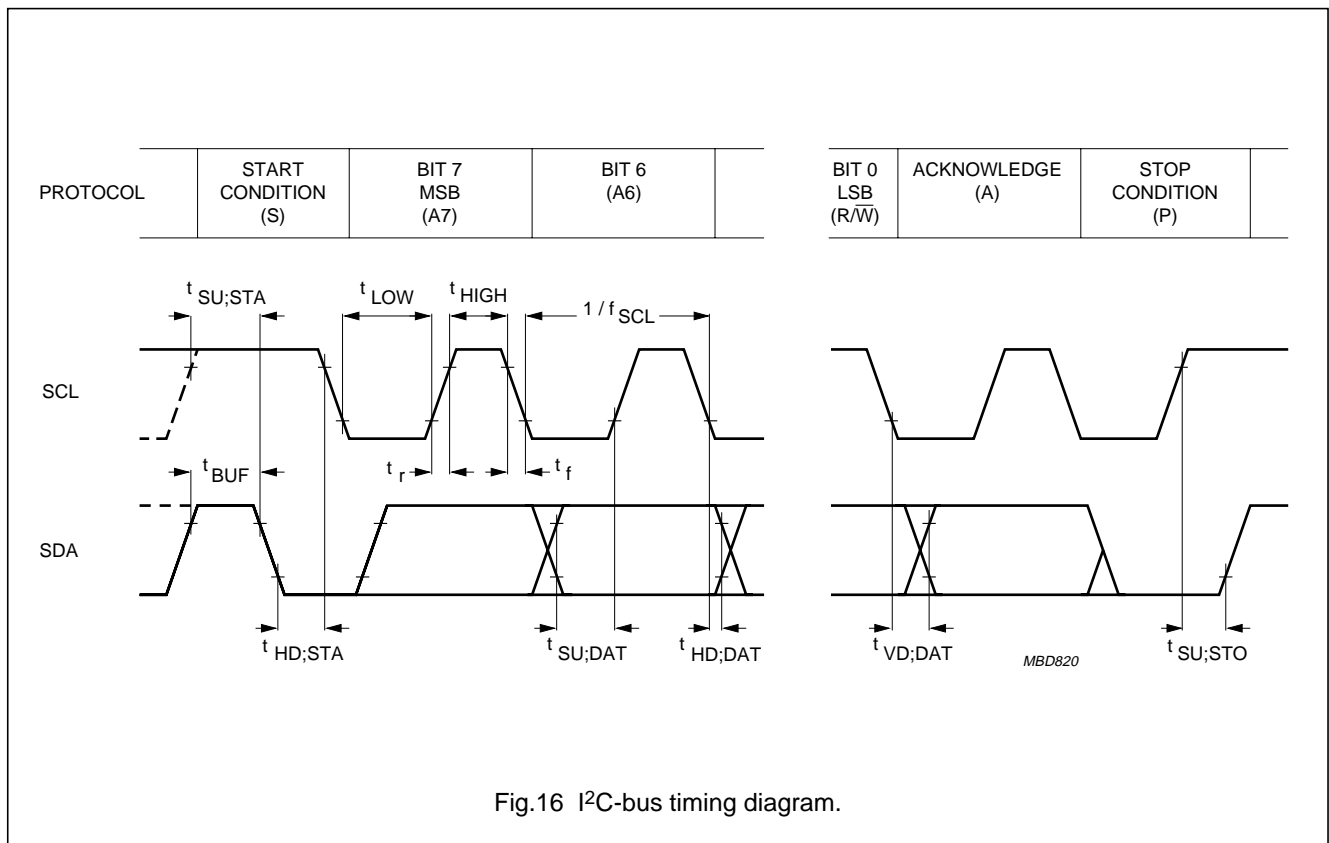 PROTOCOL
START
CONDITION
(S)
BIT 7
MSB
(A7)
BIT 6
(A6)
BIT 0
LSB
(R/W̅)
ACKNOWLEDGE
(A)
STOP
CONDITION
(P)
t SU;STA
t LOW
t HIGH
1 / f SCL
SCL
t BUF
t r
t f
SDA
t HD;STA
t SU;DAT
t HD;DAT
t VD;DAT
MBD820
t SU;STO
Fig.16 I²C-bus timing diagram.